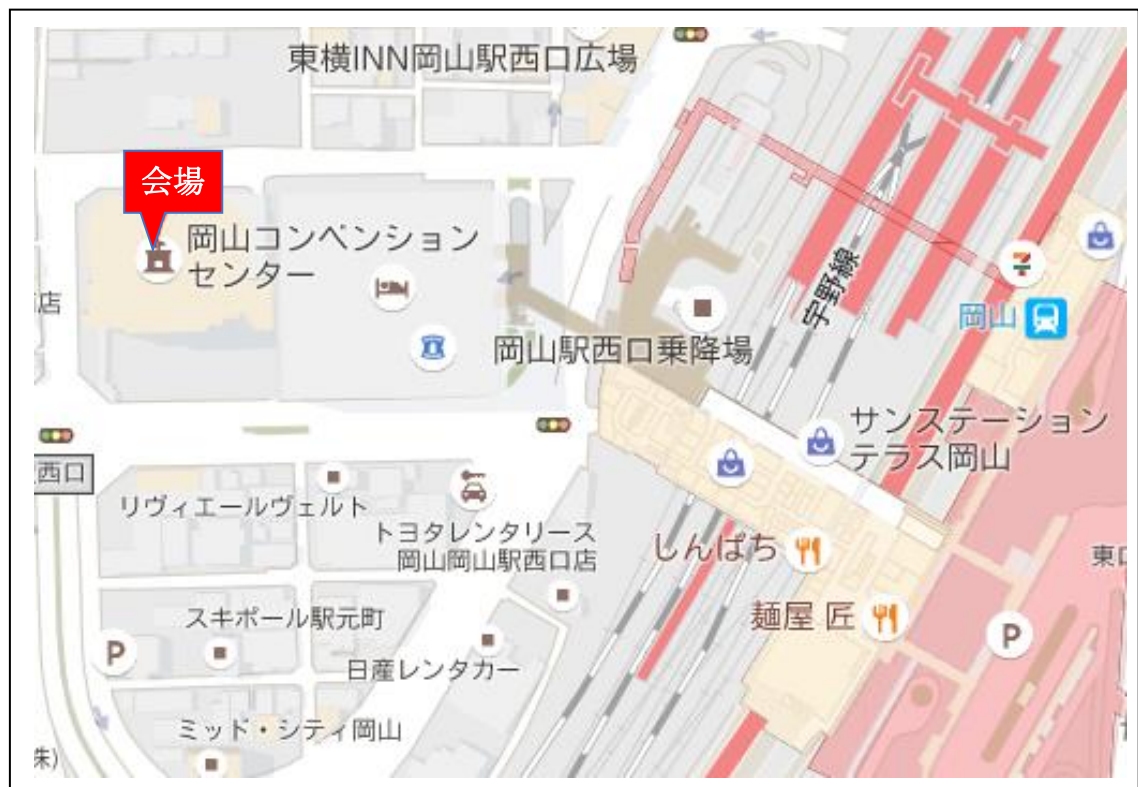 東横INN岡山駅西口広場
会場
岡山コンベンション
センター
店
宇野線
岡山
岡山駅西口乗降場
サンステーション
テラス岡山
西口
リヴィエールヴェルト
トヨタレンタリース
岡山岡山駅西口店
しんぱち
東口
スキポール駅元町
麺屋 匠
P
P
日産レンタカー
ミッド・シティ岡山
株)